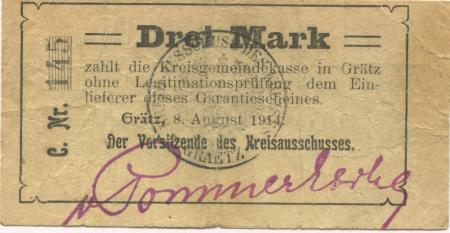 Drei Mark
zahlt die Kreisgemeindekasse in Grätz
ohne Legitimationsprüfung dem Ein-
lieferer dieses Garantiescheines.
Grätz, 8. August 1914.
Der Vorsitzende des Kreisausschusses.
C. Nr. 145
GRAETZ